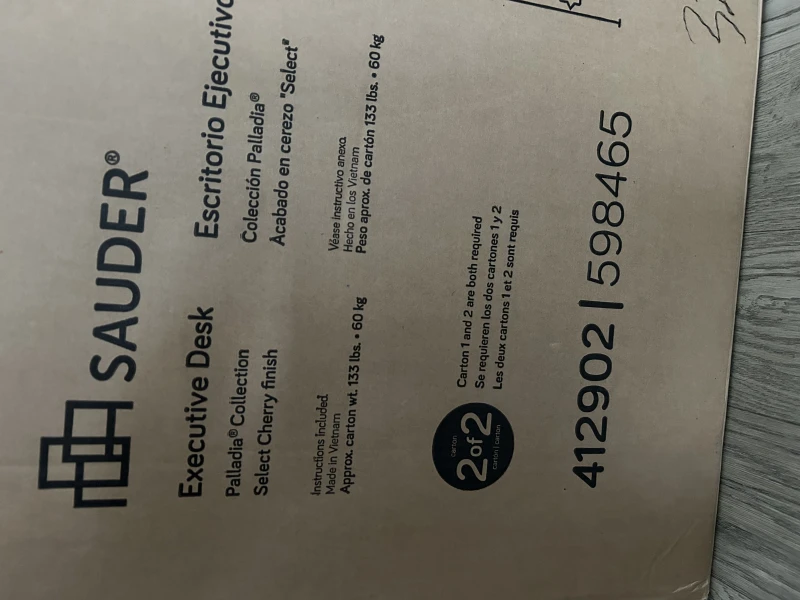 SAUDER®
Executive Desk
Palladia® Collection
Select Cherry finish
Instructions included.
Made in Vietnam
Approx. carton wt. 133 lbs. • 60 kg
Escritorio Ejecutivo
Colección Palladia®
Acabado en cerezo "Select"
Véase instructivo anexo.
Hecho en los Vietnam
Peso aprox. de cartón 133 lbs. • 60 kg
carton
2 of 2
cartón | carton
Carton 1 and 2 are both required
Se requieren los dos cartones 1 y 2
Les deux cartons 1 et 2 sont requis
412902 | 598465